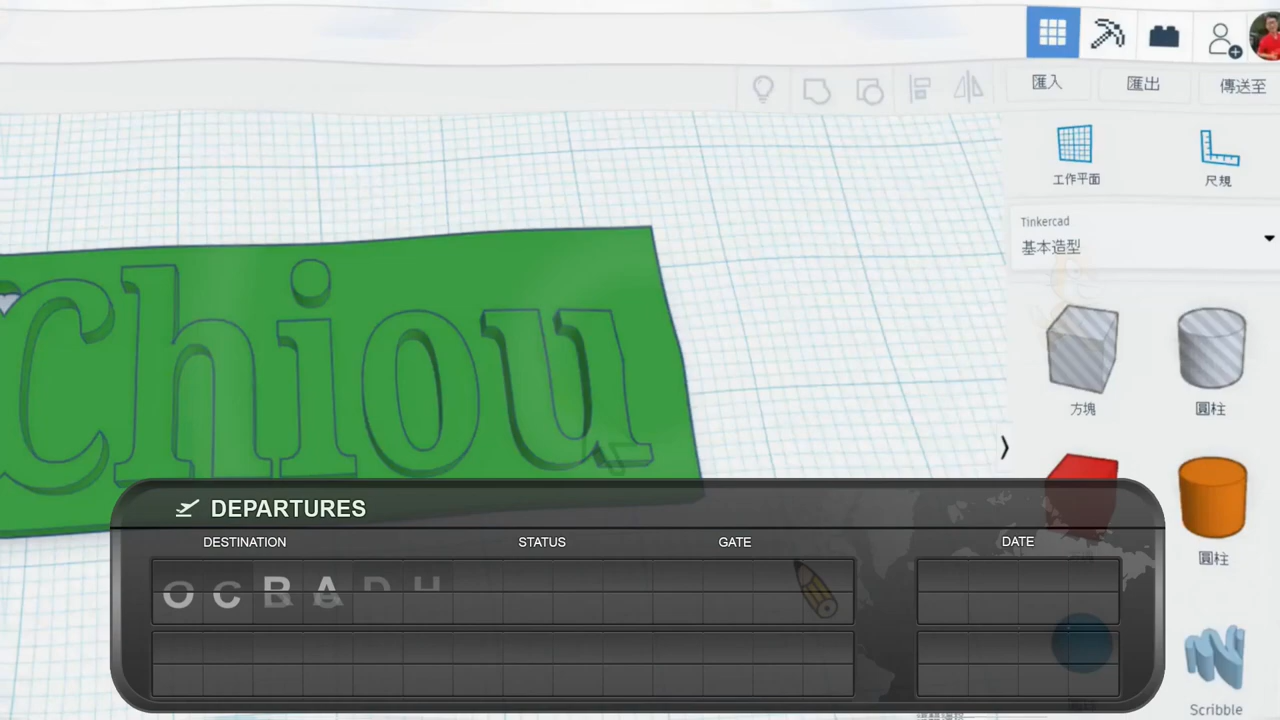 匯入 匯出 傳送至
工作平面 尺規
Tinkercad
基本造型
Chiou
方塊 圓柱
圓柱
DEPARTURES
DESTINATION STATUS GATE DATE
Scribble